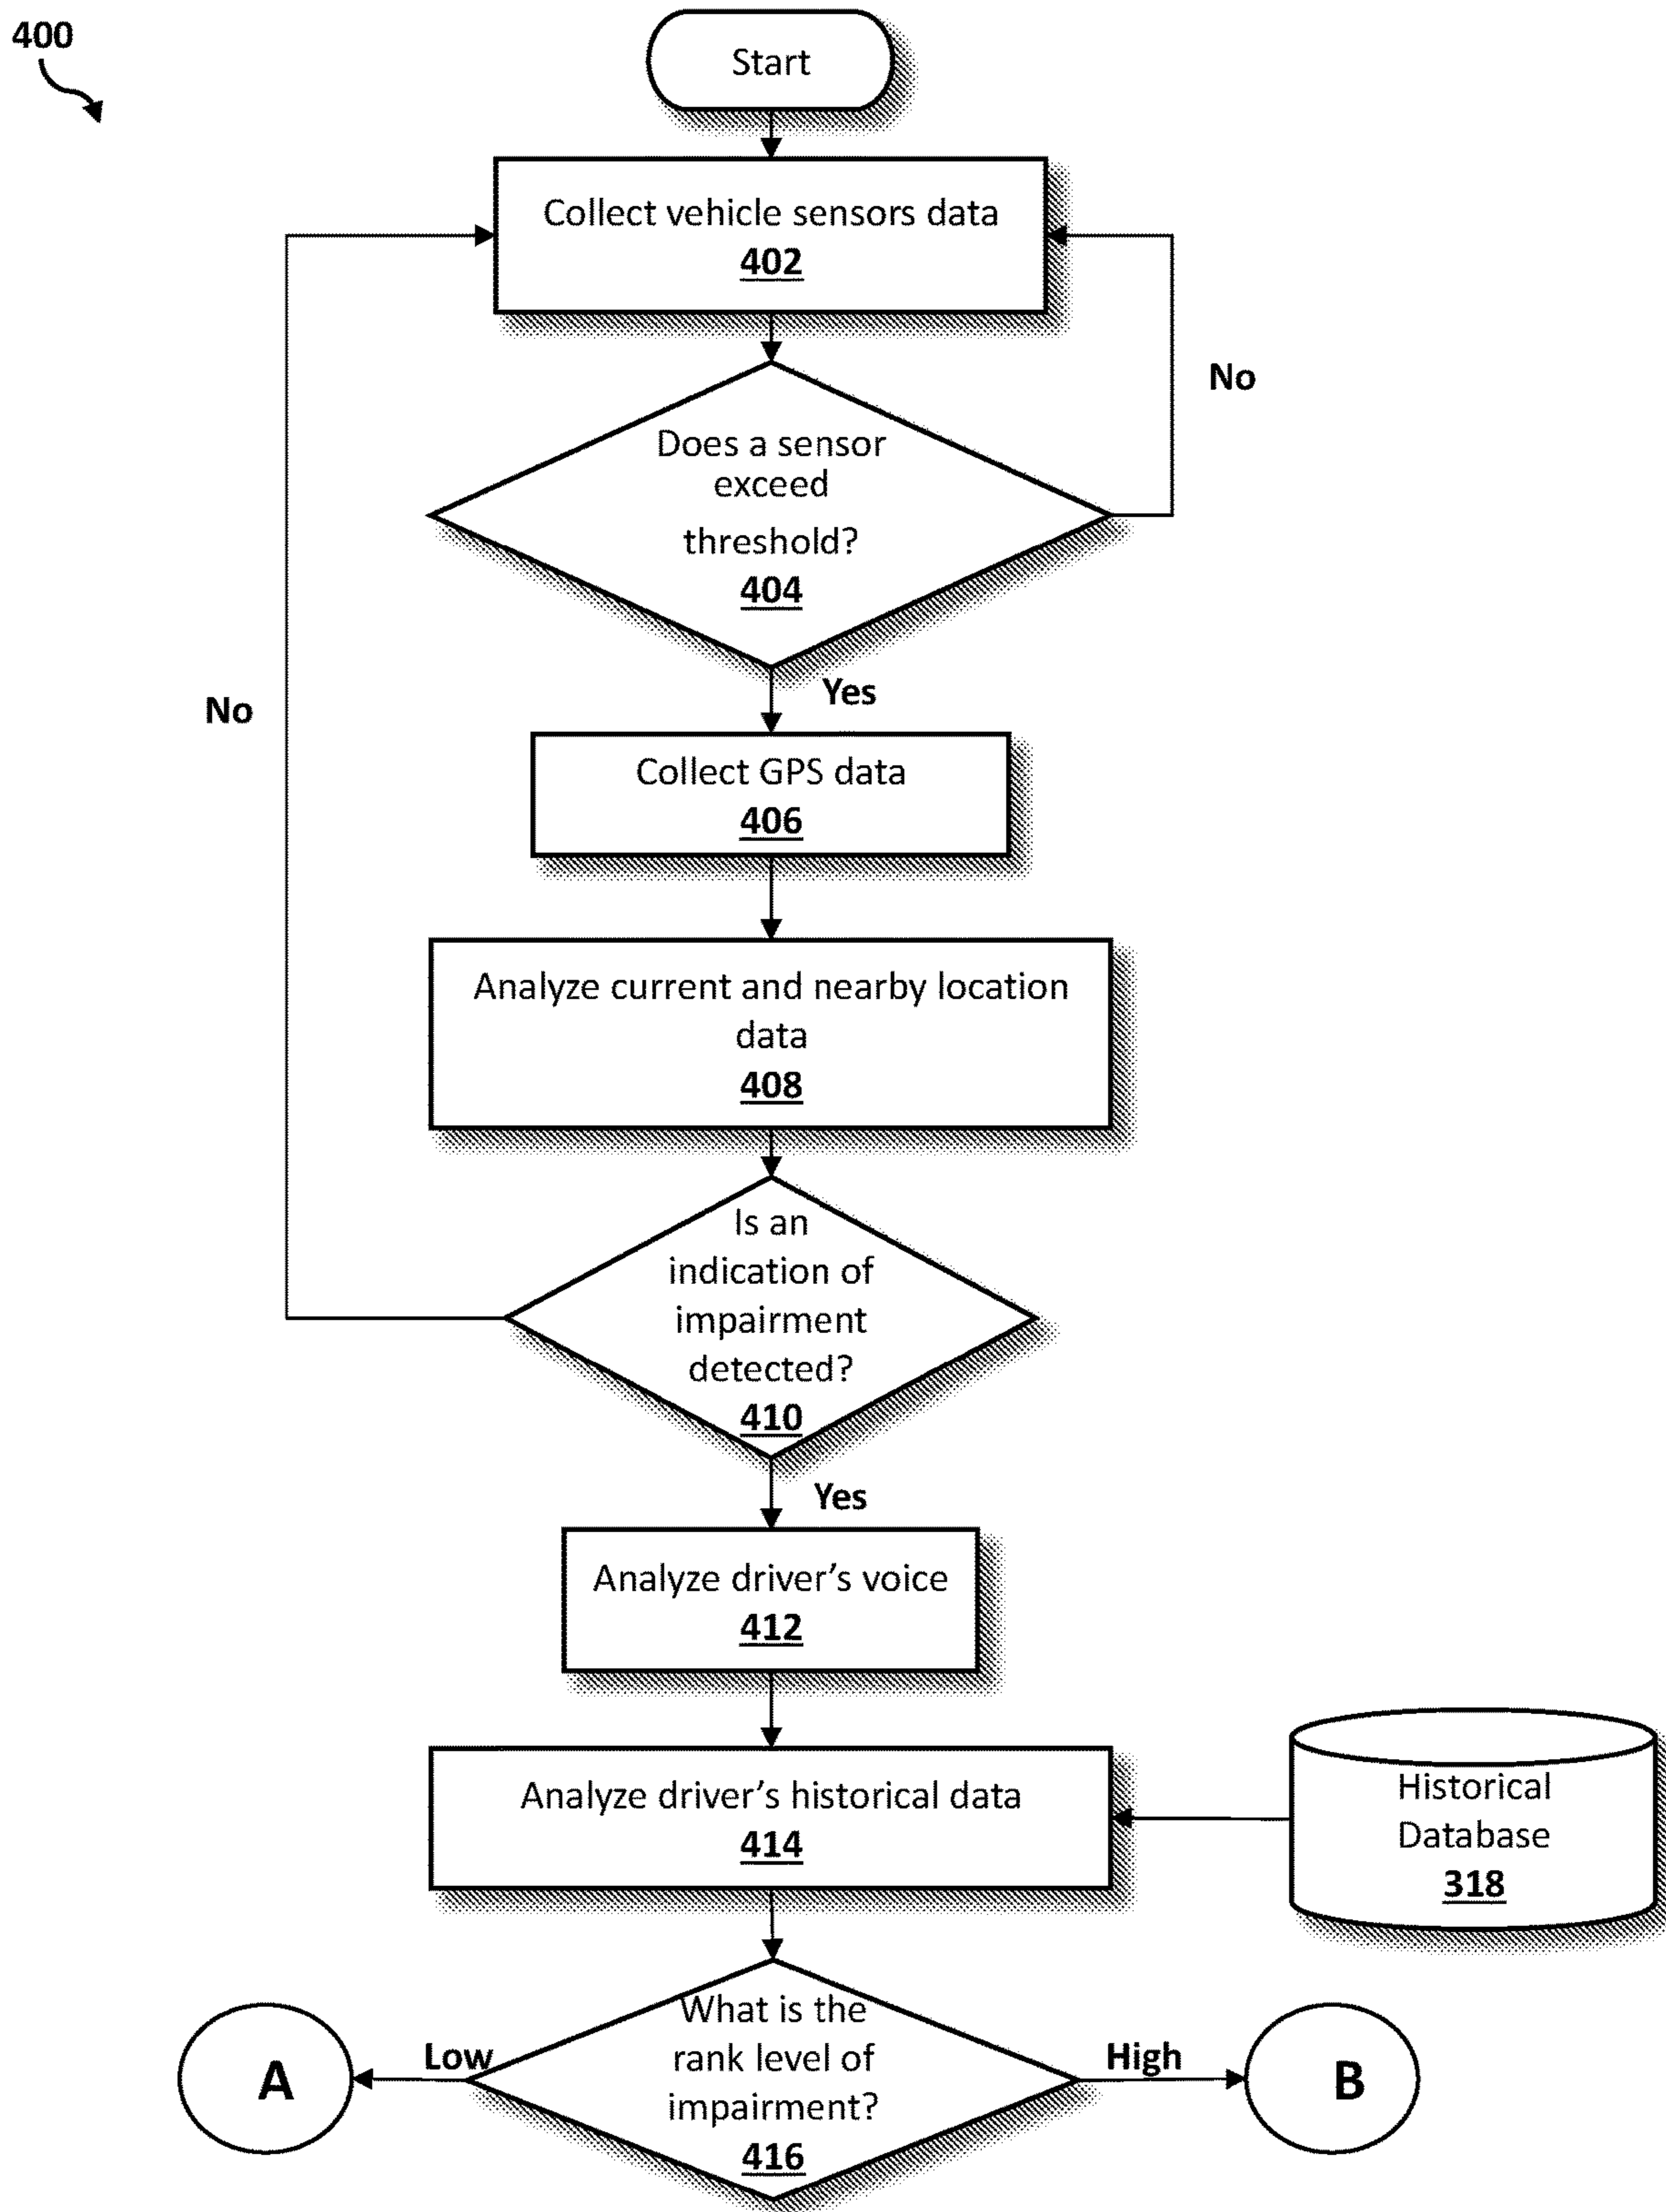 400
Start
Collect vehicle sensors data
402
No
Does a sensor
exceed
threshold?
404
Yes
No
Collect GPS data
406
Analyze current and nearby location
data
408
Is an
indication of
impairment
detected?
410
Yes
Analyze driver’s voice
412
Analyze driver’s historical data
414
Historical
Database
318
What is the
rank level of
impairment?
416
Low
A
High
B